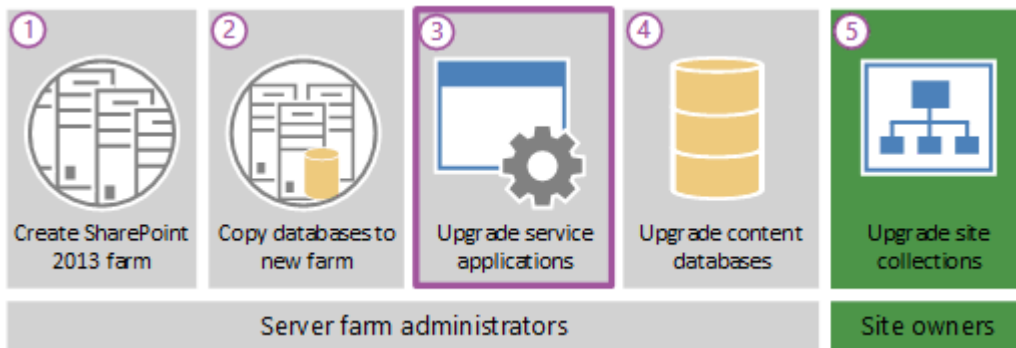 1
2
3
4
5
Create SharePoint
2013 farm
Copy databases to
new farm
Upgrade service
applications
Upgrade content
databases
Upgrade site
collections
Server farm administrators
Site owners